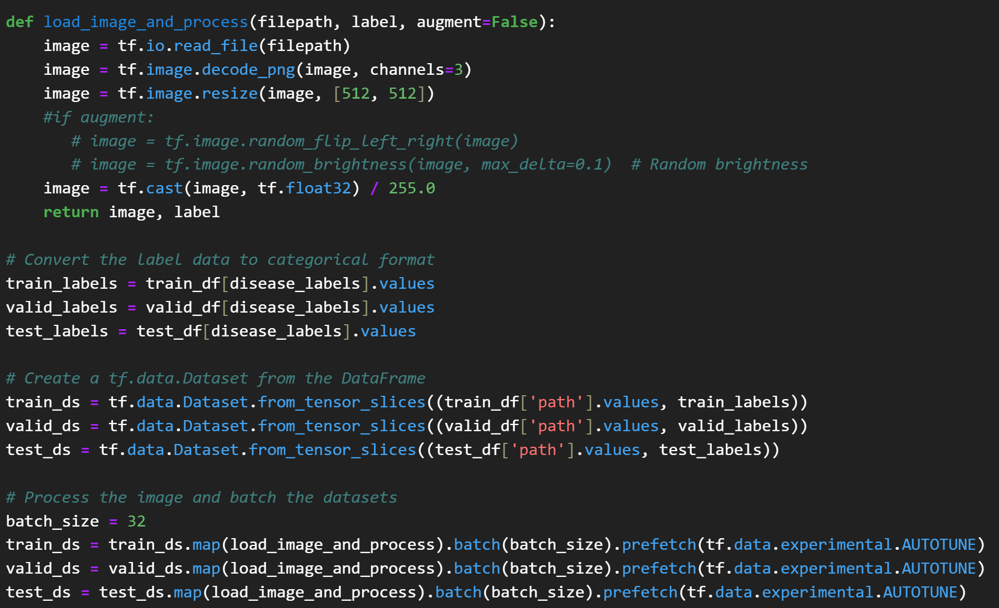 def load_image_and_process(filepath, label, augment=False):
    image = tf.io.read_file(filepath)
    image = tf.image.decode_png(image, channels=3)
    image = tf.image.resize(image, [512, 512])
    #if augment:
       # image = tf.image.random_flip_left_right(image)
       # image = tf.image.random_brightness(image, max_delta=0.1)  # Random brightness
    image = tf.cast(image, tf.float32) / 255.0
    return image, label

# Convert the label data to categorical format
train_labels = train_df[disease_labels].values
valid_labels = valid_df[disease_labels].values
test_labels = test_df[disease_labels].values

# Create a tf.data.Dataset from the DataFrame
train_ds = tf.data.Dataset.from_tensor_slices((train_df['path'].values, train_labels))
valid_ds = tf.data.Dataset.from_tensor_slices((valid_df['path'].values, valid_labels))
test_ds = tf.data.Dataset.from_tensor_slices((test_df['path'].values, test_labels))

# Process the image and batch the datasets
batch_size = 32
train_ds = train_ds.map(load_image_and_process).batch(batch_size).prefetch(tf.data.experimental.AUTOTUNE)
valid_ds = valid_ds.map(load_image_and_process).batch(batch_size).prefetch(tf.data.experimental.AUTOTUNE)
test_ds = test_ds.map(load_image_and_process).batch(batch_size).prefetch(tf.data.experimental.AUTOTUNE)